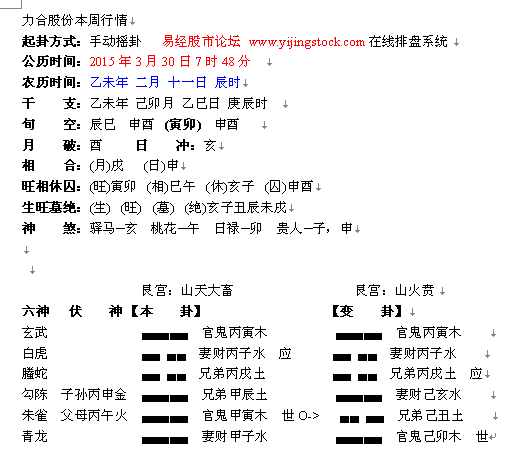 力合股份本周行情
起卦方式：手动摇卦 易经股市论坛 www.yijingstock.com 在线排盘系统
公历时间：2015 年 3 月 30 日 7 时 48 分
农历时间：乙未年 二月 十一日 辰时
干 支：乙未年 己卯月 乙巳日 庚辰时
旬 空：辰巳 申酉 (寅卯) 申酉
月 破：酉 日 冲：亥
相 合：(月)戌 (日)申
旺相休囚：(旺)寅卯 (相)巳午 (休)亥子 (囚)申酉
生旺墓绝：(生) (旺) (墓) (绝)亥子丑辰未戌
神 煞：驿马─亥 桃花─午 日禄─卯 贵人─子，申
艮宫：山天大畜 艮宫：山火贲
六神 伏 神【本 卦】 【变 卦】
玄武 官鬼丙寅木 官鬼丙寅木
白虎 妻财丙子水 应 妻财丙子水
螣蛇 兄弟丙戌土 兄弟丙戌土 应
勾陈 子孙丙申金 兄弟甲辰土 妻财己亥水
朱雀 父母丙午火 官鬼甲寅木 世 O-> 兄弟己丑土
青龙 妻财甲子水 官鬼己卯木 世